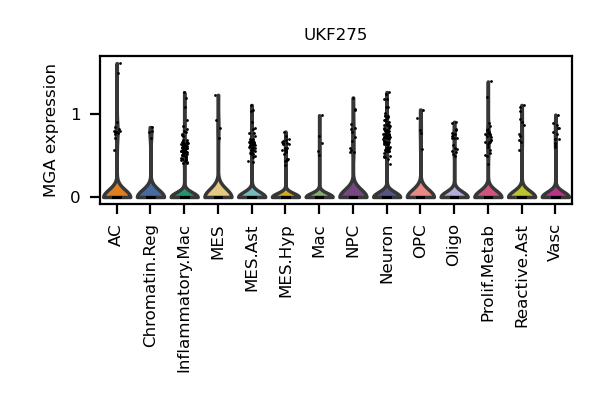 UKF275
MGA expression
1
0
AC
Chromatin.Reg
Inflammatory.Mac
MES
MES.Ast
MES.Hyp
Mac
NPC
Neuron
OPC
Oligo
Prolif.Metab
Reactive.Ast
Vasc